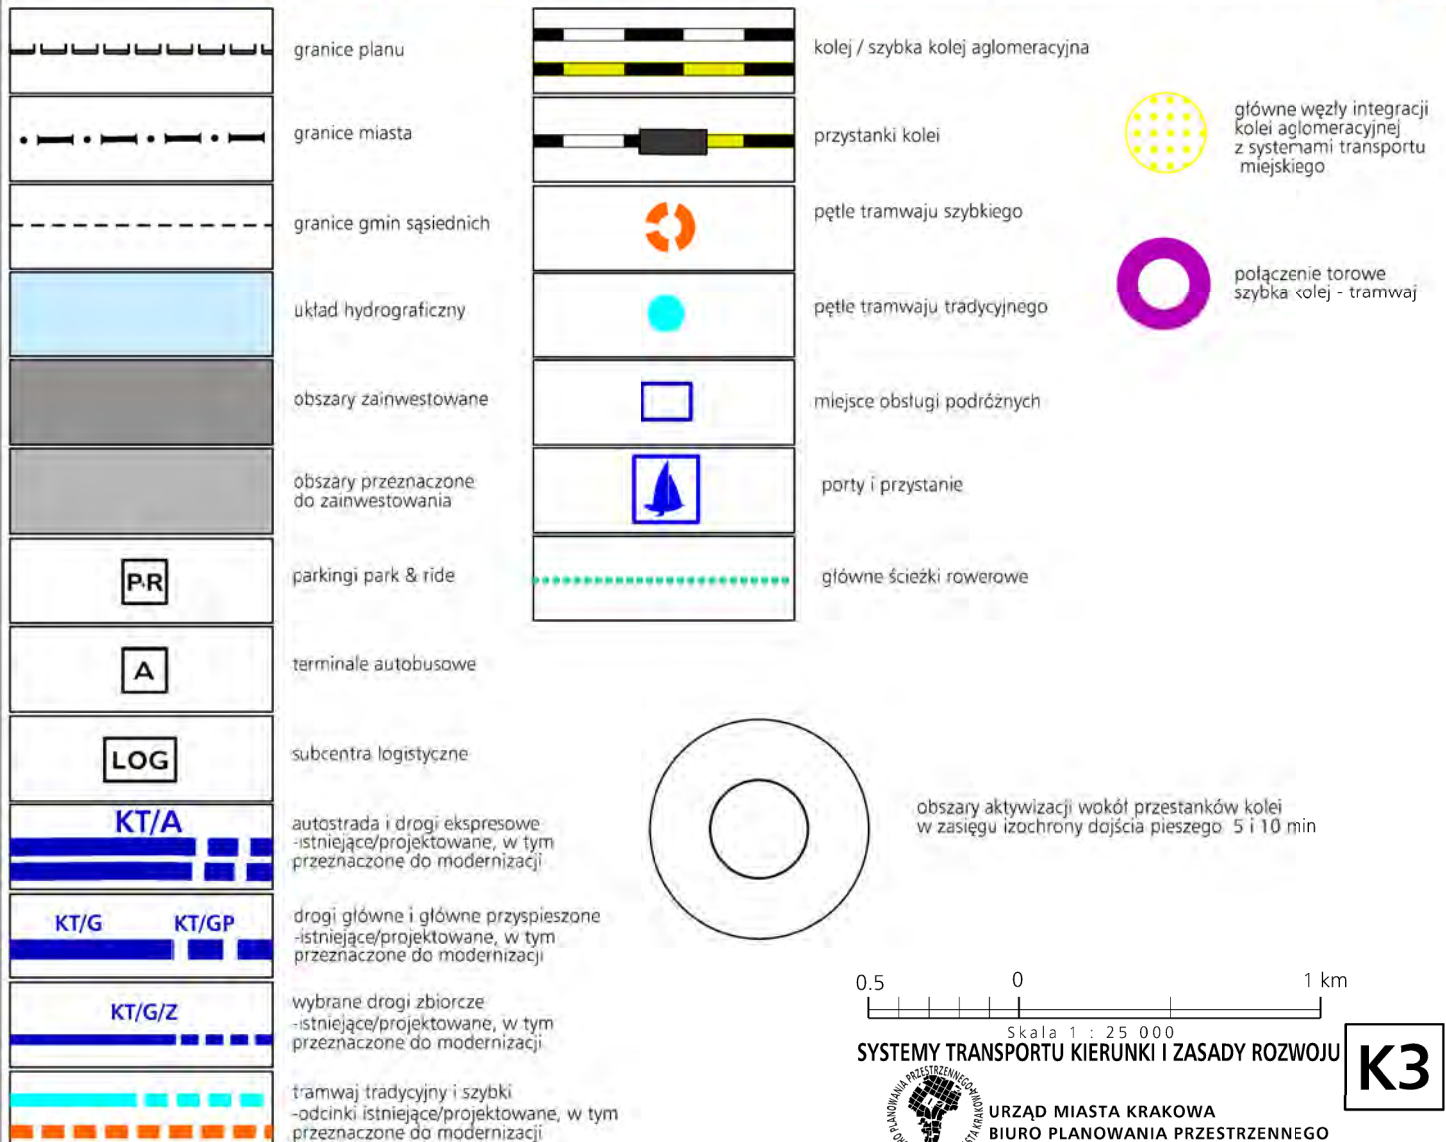 granice planu
granice miasta
granice gmin sąsiednich
układ hydrograficzny
obszary zainwestowane
obszary przeznaczone
do zainwestowania
P·R
parkingi park & ride
A
terminale autobusowe
LOG
subcentra logistyczne
KT/A
autostrada i drogi ekspresowe
-istniejące/projektowane, w tym
przeznaczone do modernizacji
KT/G KT/GP
drogi główne i główne przyspieszone
-istniejące/projektowane, w tym
przeznaczone do modernizacji
KT/G/Z
wybrane drogi zbiorcze
-istniejące/projektowane, w tym
przeznaczone do modernizacji
tramwaj tradycyjny i szybki
-odcinki istniejące/projektowane, w tym
przeznaczone do modernizacji
kolej / szybka kolej aglomeracyjna
przystanki kolei
pętle tramwaju szybkiego
pętle tramwaju tradycyjnego
miejsce obsługi podróżnych
porty i przystanie
główne ścieżki rowerowe
główne węzły integracji
kolei aglomeracyjnej
z systemami transportu
miejskiego
połączenie torowe
szybka kolej - tramwaj
obszary aktywizacji wokół przestanków kolei
w zasięgu izochrony dojścia pieszego 5 i 10 min
0.5 0 1 km
Skala 1 : 25 000
SYSTEMY TRANSPORTU KIERUNKI I ZASADY ROZWOJU
K3
URZĄD MIASTA KRAKOWA
BIURO PLANOWANIA PRZESTRZENNEGO